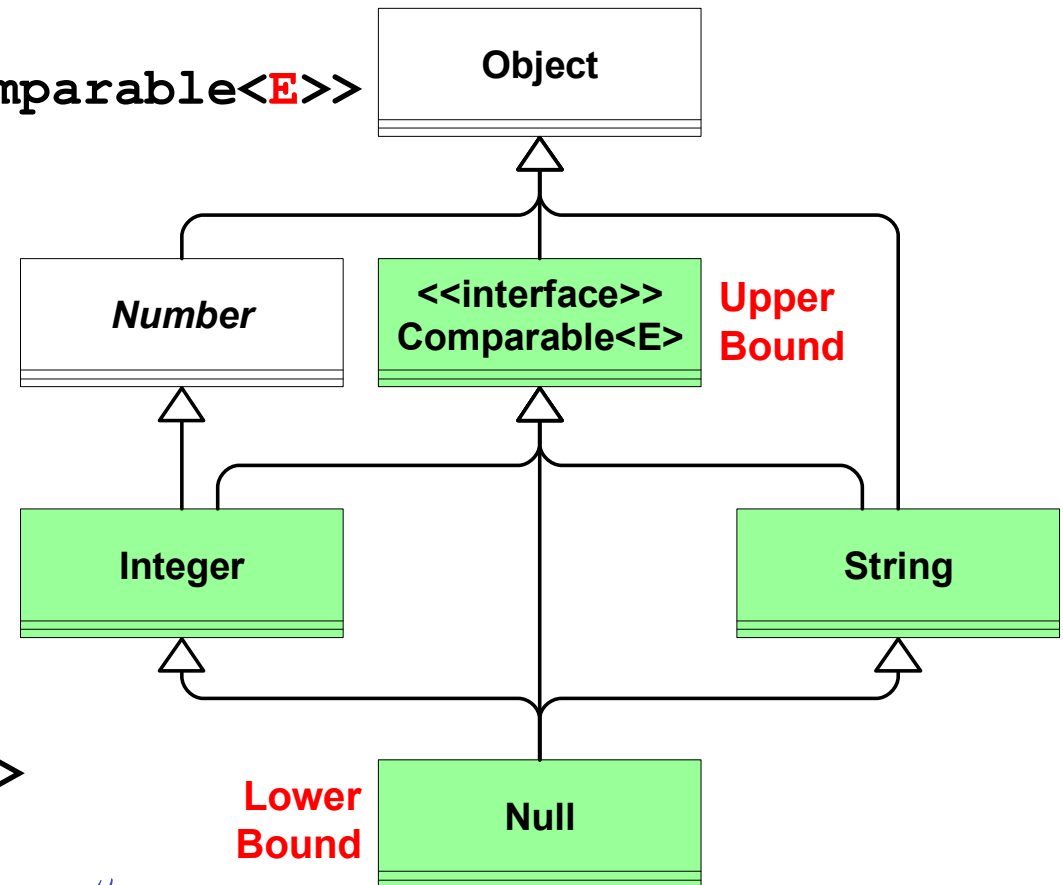 Object
mparable<E>>
Number
<<interface>>
Comparable<E>
Upper
Bound
Integer
String
>
Lower
Bound
Null